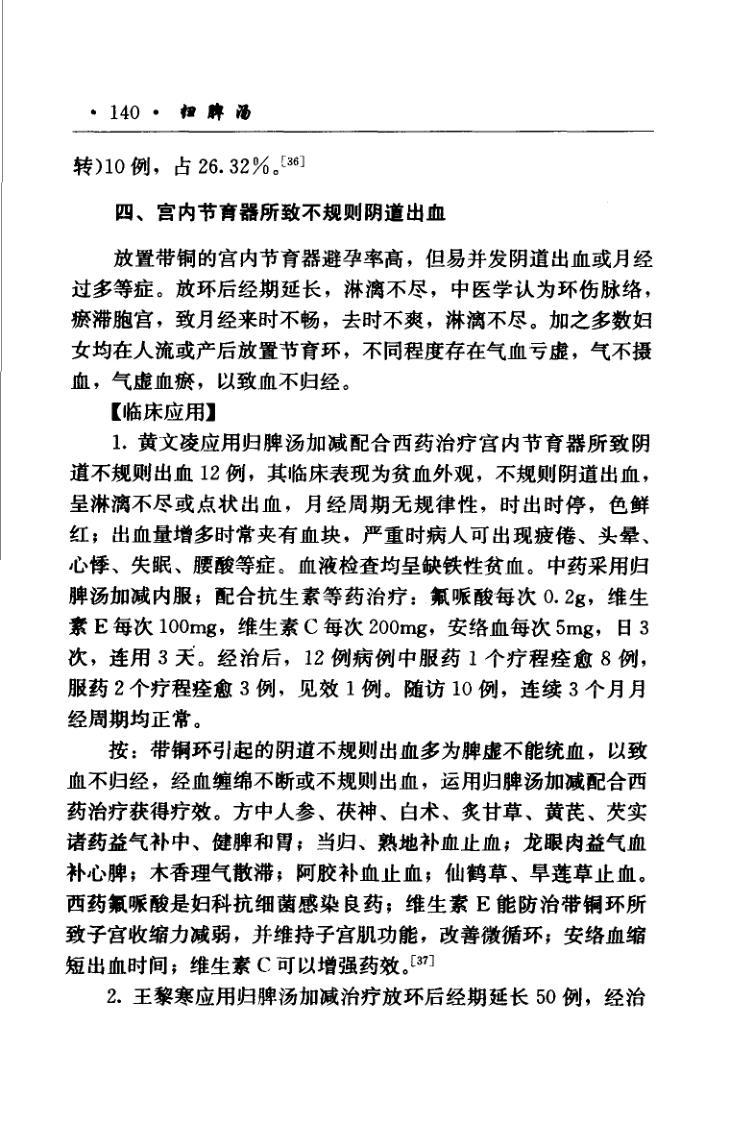 · 140 · 归脾汤
转)10 例，占 26.32%。[36]
四、宫内节育器所致不规则阴道出血
放置带铜的宫内节育器避孕率高，但易并发阴道出血或月经
过多等症。放环后经期延长，淋漓不尽，中医学认为环伤脉络，
瘀滞胞宫，致月经来时不畅，去时不爽，淋漓不尽。加之多数妇
女均在人流或产后放置节育环，不同程度存在气血亏虚，气不摄
血，气虚血瘀，以致血不归经。
【临床应用】
1. 黄文凌应用归脾汤加减配合西药治疗宫内节育器所致阴
道不规则出血 12 例，其临床表现为贫血外观，不规则阴道出血，
呈淋漓不尽或点状出血，月经周期无规律性，时出时停，色鲜
红；出血量增多时常夹有血块，严重时病人可出现疲倦、头晕、
心悸、失眠、腰酸等症。血液检查均呈缺铁性贫血。中药采用归
脾汤加减内服；配合抗生素等药治疗：氟哌酸每次 0.2g，维生
素 E 每次 100mg，维生素 C 每次 200mg，安络血每次 5mg，日 3
次，连用 3 天。经治后，12 例病例中服药 1 个疗程痊愈 8 例，
服药 2 个疗程痊愈 3 例，见效 1 例。随访 10 例，连续 3 个月月
经周期均正常。
按：带铜环引起的阴道不规则出血多为脾虚不能统血，以致
血不归经，经血缠绵不断或不规则出血，运用归脾汤加减配合西
药治疗获得疗效。方中人参、茯神、白术、炙甘草、黄芪、芡实
诸药益气补中、健脾和胃；当归、熟地补血止血；龙眼肉益气血
补心脾；木香理气散滞；阿胶补血止血；仙鹤草、旱莲草止血。
西药氟哌酸是妇科抗细菌感染良药；维生素 E 能防治带铜环所
致子宫收缩力减弱，并维持子宫肌功能，改善微循环；安络血缩
短出血时间；维生素 C 可以增强药效。[37]
2. 王黎寒应用归脾汤加减治疗放环后经期延长 50 例，经治